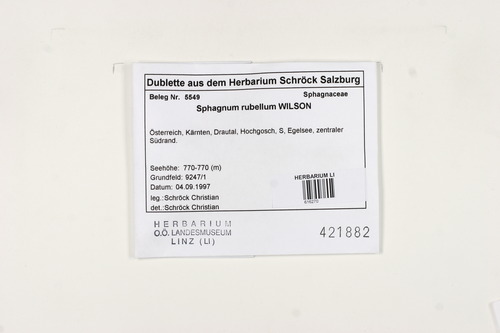 Dublette aus dem Herbarium Schröck Salzburg
Beleg Nr. 5549 Sphagnaceae
Sphagnum rubellum WILSON
Österreich, Kärnten, Drautal, Hochgosch, S, Egelsee, zentraler
Südrand.
Seehöhe: 770-770 (m)
Grundfeld: 9247/1
Datum: 04.09.1997
HERBARIUM LI
leg.:Schröck Christian
det.:Schröck Christian
HERBARIUM
O.Ö. LANDESMUSEUM
LINZ (LI)
421882